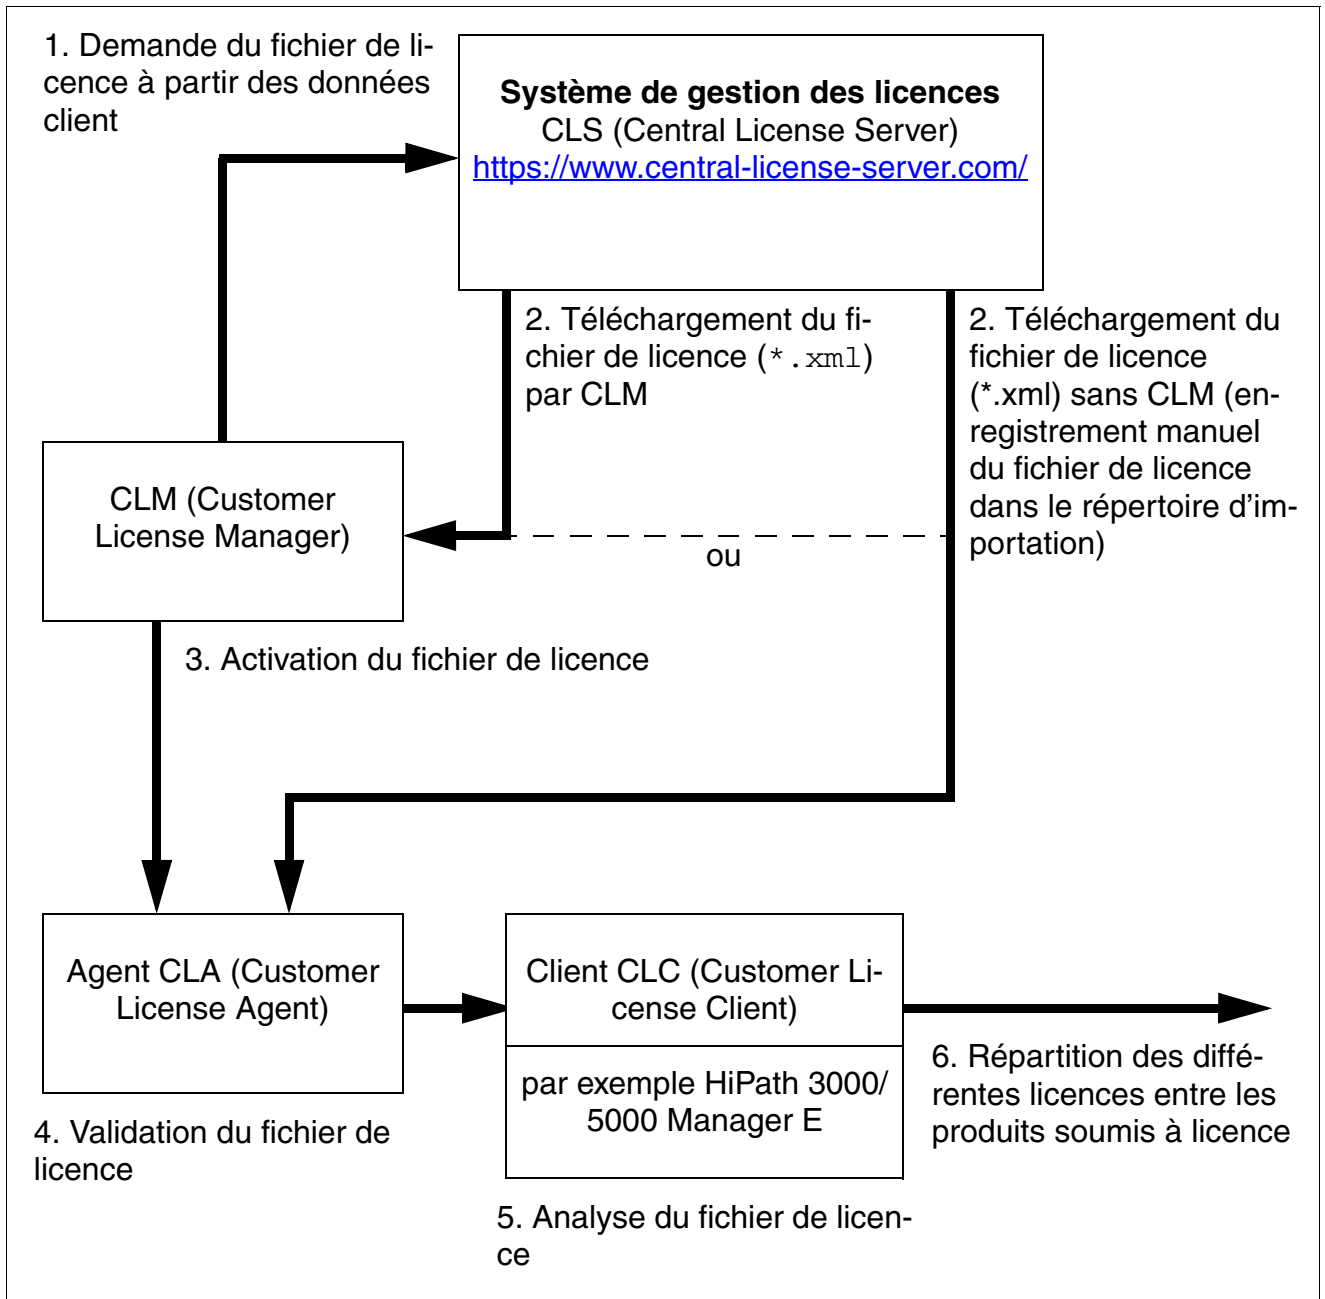 1. Demande du fichier de li-
cence à partir des données
client
Système de gestion des licences
CLS (Central License Server)
https://www.central-license-server.com/
2. Téléchargement du fi-
chier de licence (*.xml)
par CLM
2. Téléchargement du
fichier de licence
(*.xml) sans CLM (en-
registrement manuel
du fichier de licence
dans le répertoire d'im-
portation)
CLM (Customer
License Manager)
ou
3. Activation du fichier de licence
Agent CLA (Customer
License Agent)
Client CLC (Customer Li-
cense Client)
par exemple HiPath 3000/
5000 Manager E
4. Validation du fichier de
licence
5. Analyse du fichier de licen-
ce
6. Répartition des diffé-
rentes licences entre les
produits soumis à licence